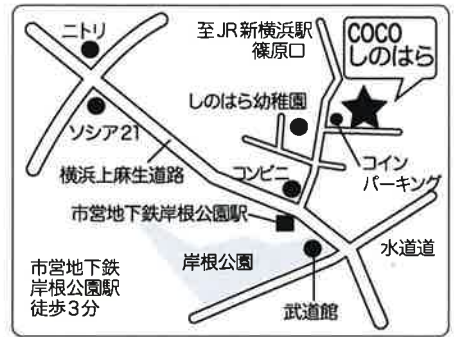 ニトリ
至JR新横浜駅
篠原口
COCO
しのはら
しのはら幼稚園
ソシア21
横浜上麻生道路
コンビニ
コイン
パーキング
市営地下鉄岸根公園駅
岸根公園
水道道
武道館
市営地下鉄
岸根公園駅
徒歩3分